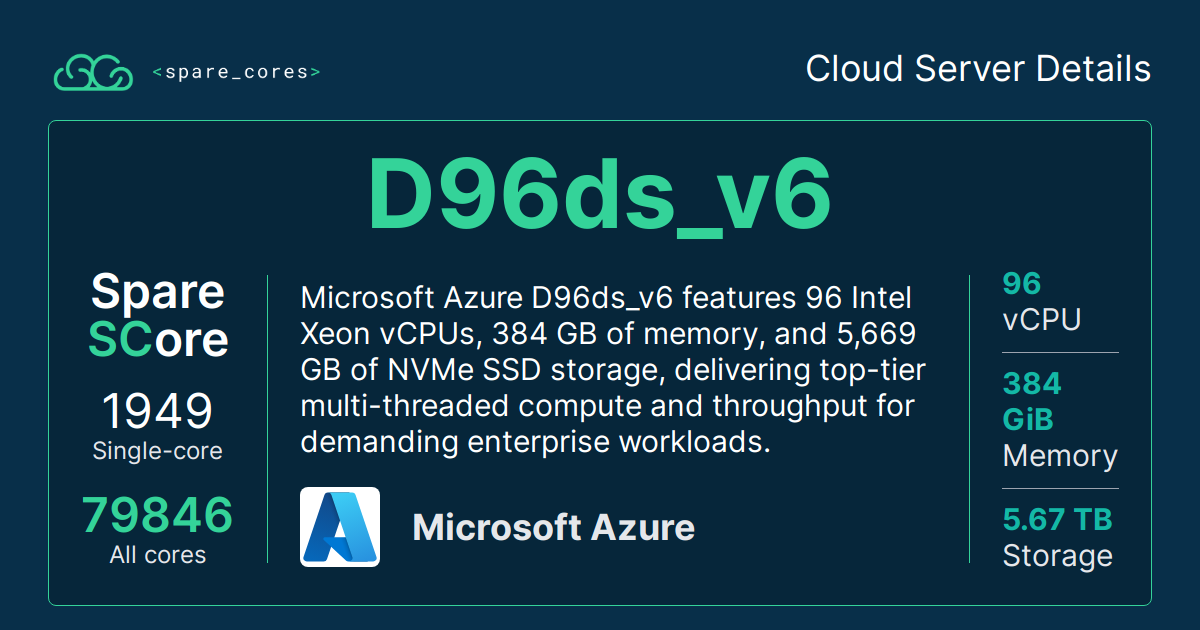 <spare_cores>
Cloud Server Details
D96ds_v6
Spare
SCore
1949
Single-core
79846
All cores
Microsoft Azure D96ds_v6 features 96 Intel
Xeon vCPUs, 384 GB of memory, and 5,669
GB of NVMe SSD storage, delivering top-tier
multi-threaded compute and throughput for
demanding enterprise workloads.
Microsoft Azure
96
vCPU
384
GiB
Memory
5.67 TB
Storage